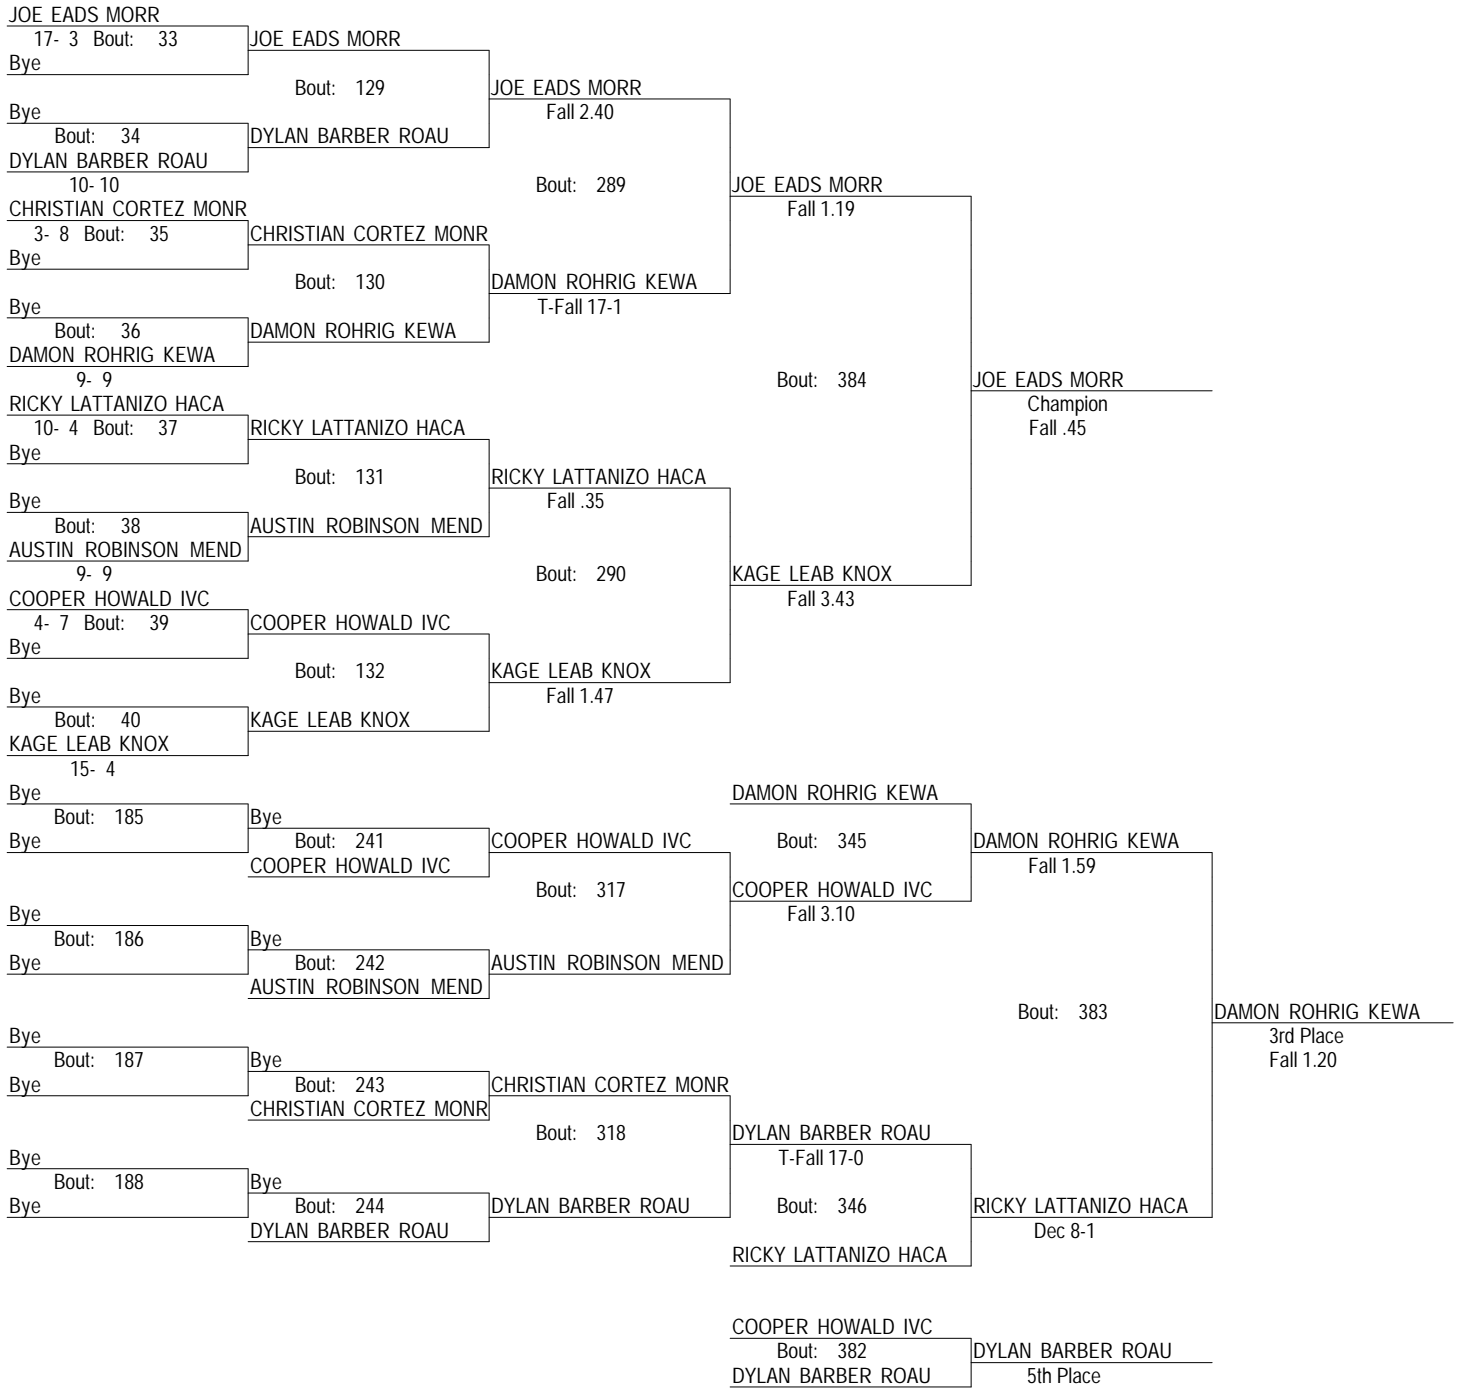 JOE EADS MORR
17- 3 Bout: 33 JOE EADS MORR
Bye
Bout: 129 JOE EADS MORR
Bye Fall 2.40
Bout: 34 DYLAN BARBER ROAU
DYLAN BARBER ROAU
10- 10 Bout: 289 JOE EADS MORR
CHRISTIAN CORTEZ MONR Fall 1.19
3- 8 Bout: 35 CHRISTIAN CORTEZ MONR
Bye
Bout: 130 DAMON ROHRIG KEWA
Bye T-Fall 17-1
Bout: 36 DAMON ROHRIG KEWA
DAMON ROHRIG KEWA
9- 9 Bout: 384 JOE EADS MORR
RICKY LATTANIZO HACA Champion
10- 4 Bout: 37 RICKY LATTANIZO HACA Fall .45
Bye
Bout: 131 RICKY LATTANIZO HACA
Bye Fall .35
Bout: 38 AUSTIN ROBINSON MEND
AUSTIN ROBINSON MEND
9- 9 Bout: 290 KAGE LEAB KNOX
COOPER HOWALD IVC Fall 3.43
4- 7 Bout: 39 COOPER HOWALD IVC
Bye
Bout: 132 KAGE LEAB KNOX
Bye Fall 1.47
Bout: 40 KAGE LEAB KNOX
KAGE LEAB KNOX
15- 4
Bye DAMON ROHRIG KEWA
Bout: 185 Bye
Bye Bout: 241 COOPER HOWALD IVC Bout: 345 DAMON ROHRIG KEWA
COOPER HOWALD IVC Fall 1.59
Bout: 317 COOPER HOWALD IVC
Bye Fall 3.10
Bout: 186 Bye
Bye Bout: 242 AUSTIN ROBINSON MEND
AUSTIN ROBINSON MEND
Bout: 383 DAMON ROHRIG KEWA
Bye 3rd Place
Bout: 187 Bye Fall 1.20
Bye Bout: 243 CHRISTIAN CORTEZ MONR
CHRISTIAN CORTEZ MONR
Bout: 318 DYLAN BARBER ROAU
Bye T-Fall 17-0
Bout: 188 Bye
Bye Bout: 244 DYLAN BARBER ROAU Bout: 346 RICKY LATTANIZO HACA
DYLAN BARBER ROAU Dec 8-1
RICKY LATTANIZO HACA
COOPER HOWALD IVC
Bout: 382 DYLAN BARBER ROAU
DYLAN BARBER ROAU 5th Place